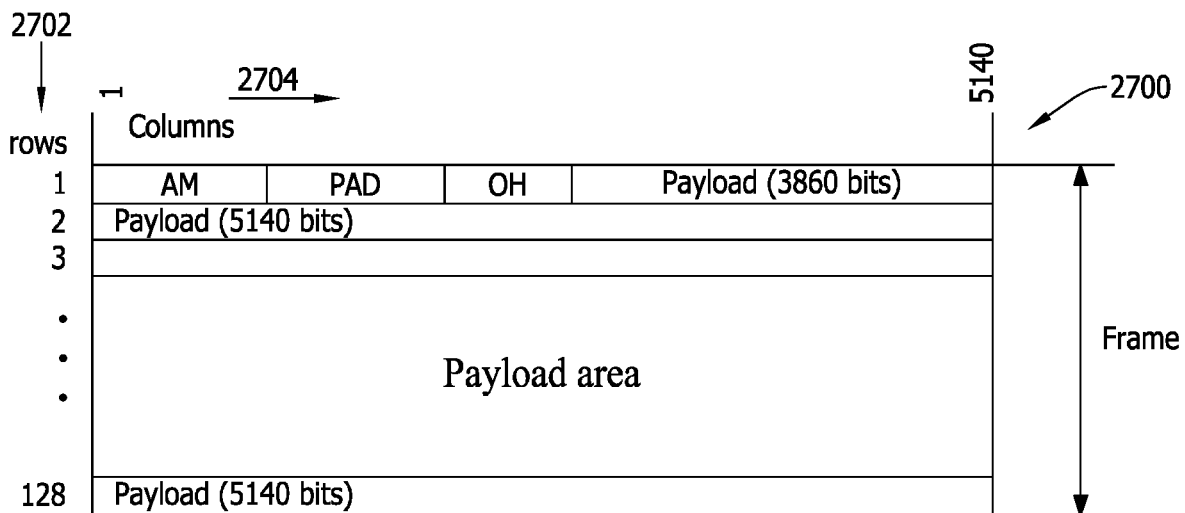 2702
1
2704
5140
2700
rows
Columns
1
AM
PAD
OH
Payload (3860 bits)
2
Payload (5140 bits)
3
Payload area
Frame
128
Payload (5140 bits)